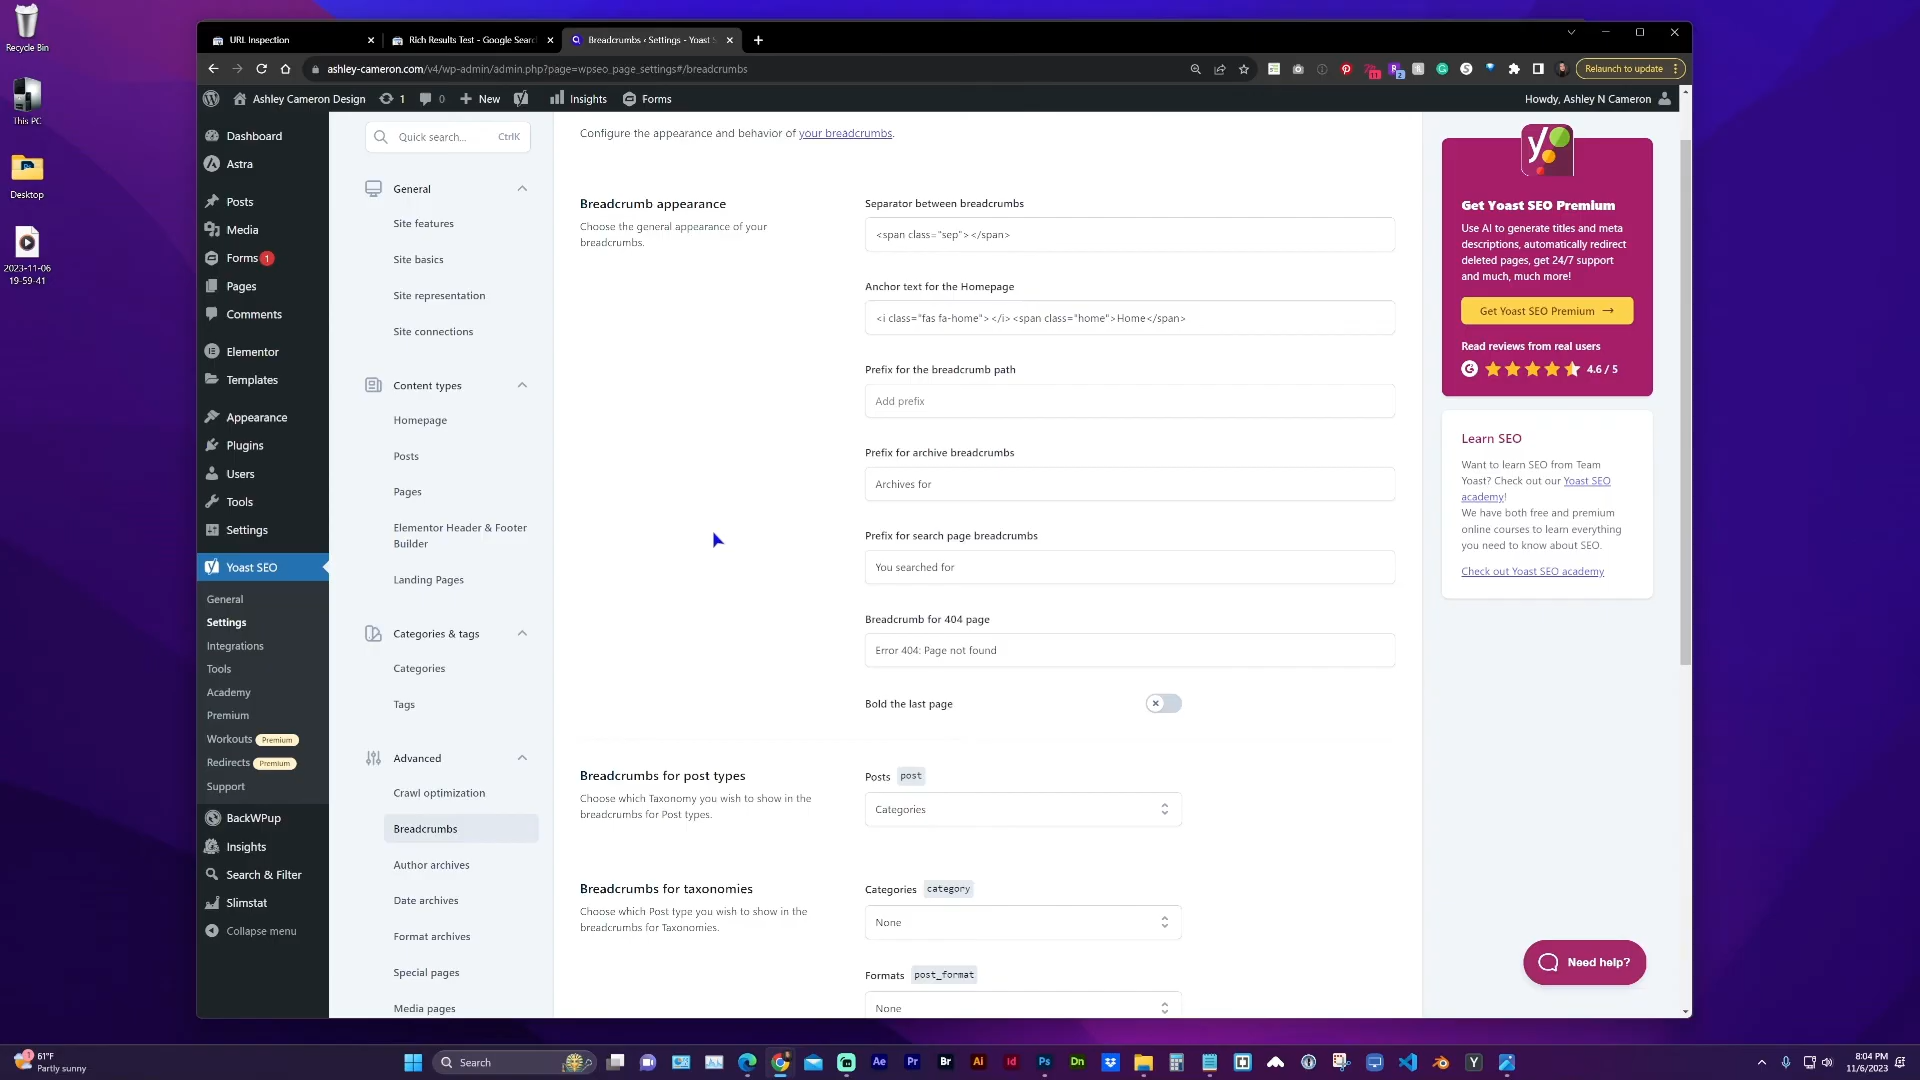 Recycle Bin
This PC
Desktop
2023-11-06
19-59-41
URL Inspection
Rich Results Test - Google Searc
Breadcrumbs ‹ Settings - Yoast S
ashley-cameron.com/v4/wp-admin/admin.php?page=wpseo_page_settings#/breadcrumbs
Relaunch to update
Ashley Cameron Design
1
0
New
Insights
Forms
Howdy, Ashley N Cameron
Dashboard
Astra
Posts
Media
Forms 1
Pages
Comments
Elementor
Templates
Appearance
Plugins
Users
Tools
Settings
Yoast SEO
General
Settings
Integrations
Tools
Academy
Premium
Workouts Premium
Redirects Premium
Support
BackWPup
Insights
Search & Filter
Slimstat
Collapse menu
Quick search... CtrlK
General
Site features
Site basics
Site representation
Site connections
Content types
Homepage
Posts
Pages
Elementor Header & Footer
Builder
Landing Pages
Categories & tags
Categories
Tags
Advanced
Crawl optimization
Breadcrumbs
Author archives
Date archives
Format archives
Special pages
Media pages
Configure the appearance and behavior of your breadcrumbs.
Breadcrumb appearance
Choose the general appearance of your
breadcrumbs.
Separator between breadcrumbs
<span class="sep"></span>
Anchor text for the Homepage
<i class="fas fa-home"></i><span class="home">Home</span>
Prefix for the breadcrumb path
Add prefix
Prefix for archive breadcrumbs
Archives for
Prefix for search page breadcrumbs
You searched for
Breadcrumb for 404 page
Error 404: Page not found
Bold the last page
Breadcrumbs for post types
Choose which Taxonomy you wish to show in the
breadcrumbs for Post types.
Posts post
Categories
Breadcrumbs for taxonomies
Choose which Post type you wish to show in the
breadcrumbs for Taxonomies.
Categories category
None
Formats post_format
None
Get Yoast SEO Premium
Use AI to generate titles and meta
descriptions, automatically redirect
deleted pages, get 24/7 support
and much, much more!
Get Yoast SEO Premium →
Read reviews from real users
4.6 / 5
Learn SEO
Want to learn SEO from Team
Yoast? Check out our Yoast SEO
academy!
We have both free and premium
online courses to learn everything
you need to know about SEO.
Check out Yoast SEO academy
Need help?
61°F
Partly sunny
Search
Ae
Pr
Br
Ai
Id
Ps
Dn
8:04 PM
11/6/2023